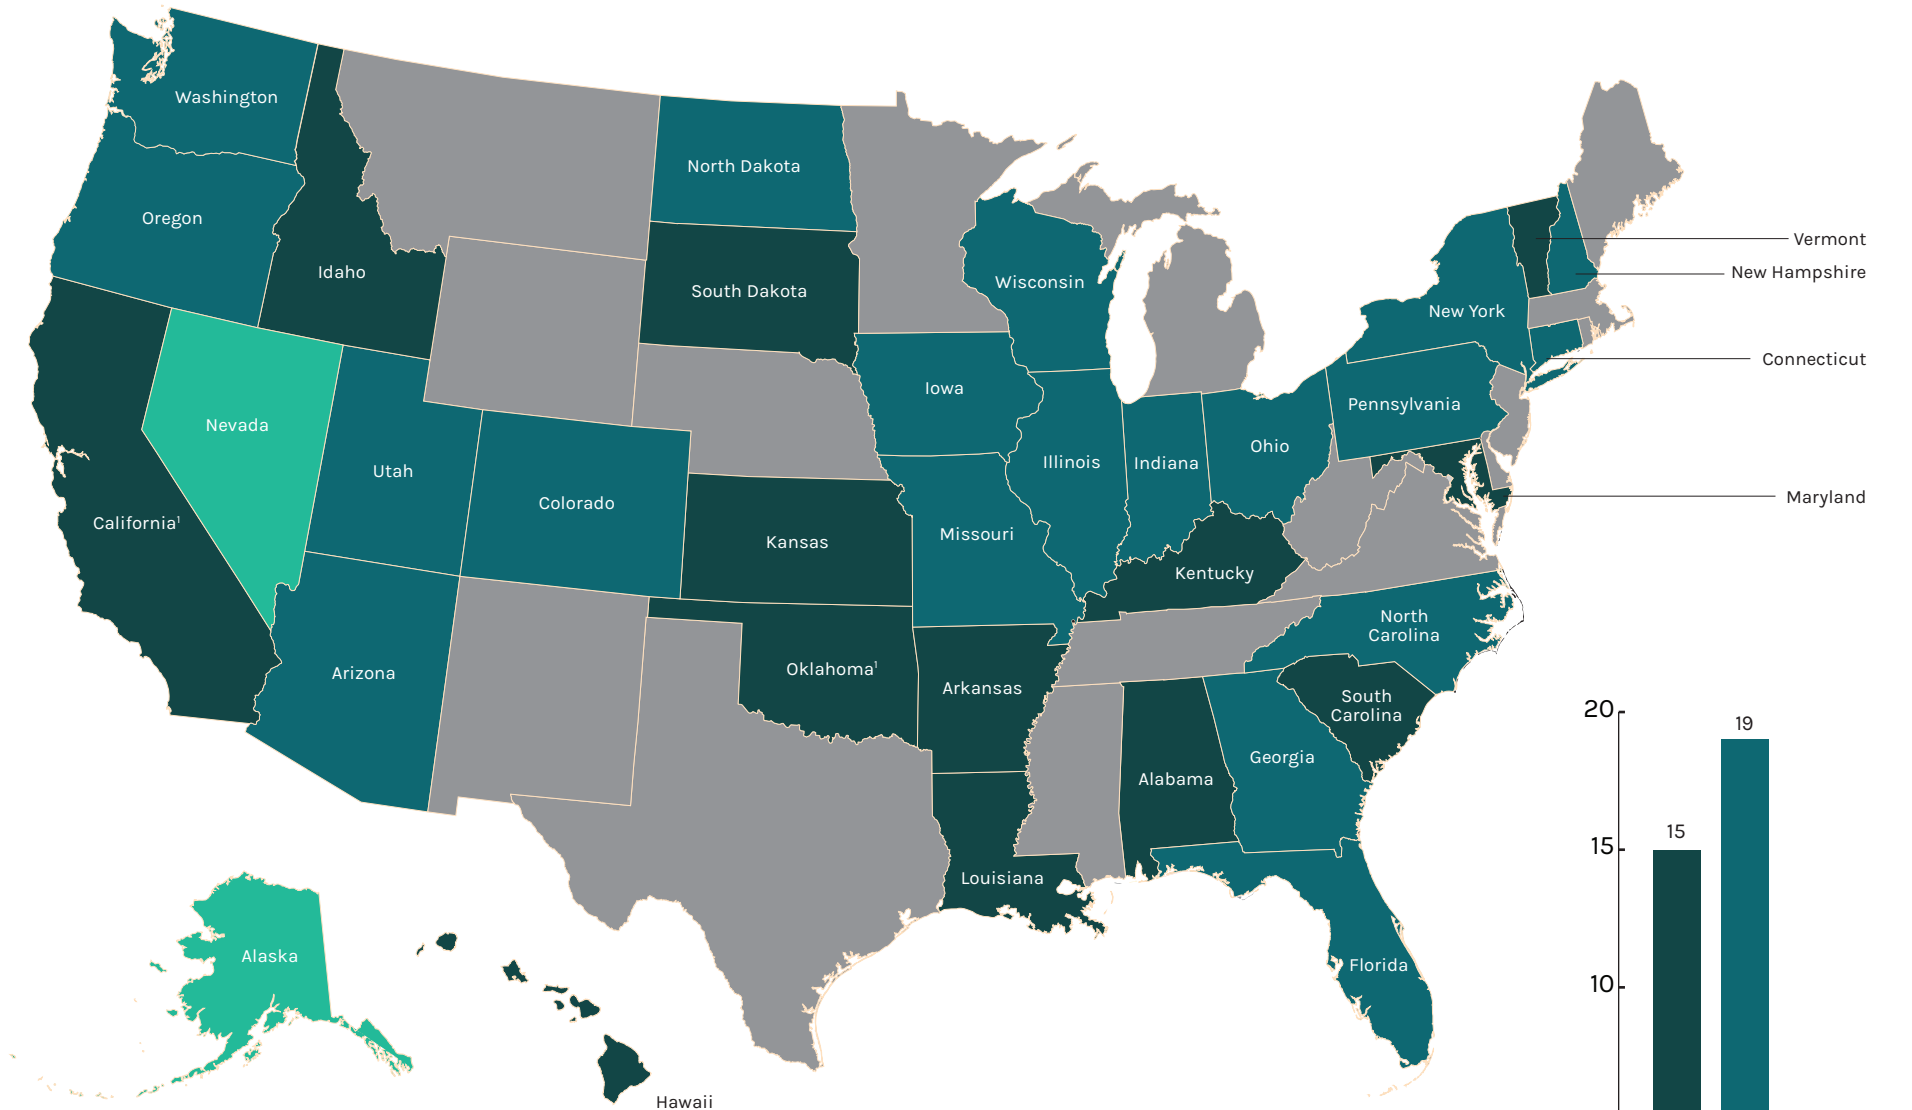 Washington
North Dakota
Oregon
Vermont
Idaho
New Hampshire
South Dakota
Wisconsin
New York
Connecticut
Iowa
Pennsylvania
Nevada
Ohio
Utah
Illinois
Indiana
Colorado
Maryland
California¹
Missouri
Kansas
Kentucky
North
Carolina
Oklahoma¹
Arizona
Arkansas
South
Carolina
20
19
Georgia
Alabama
15
15
Louisiana
Alaska
Florida
10
Hawaii